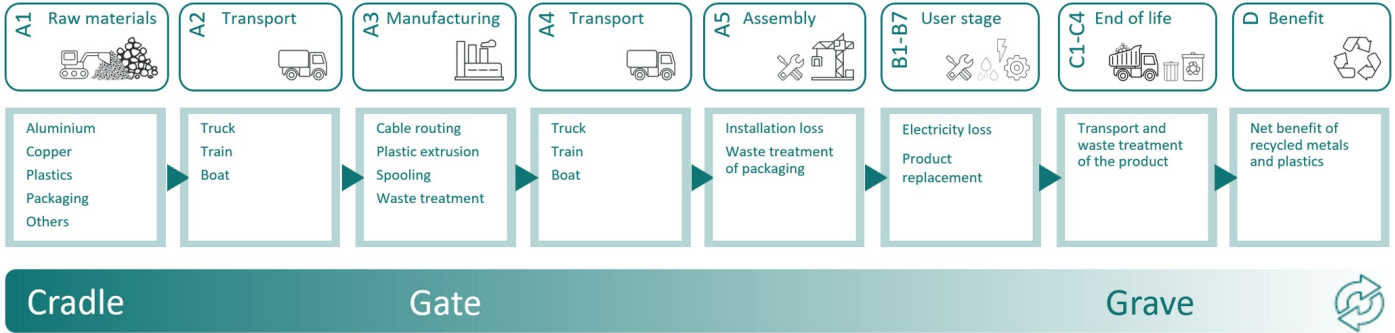 A1 Raw materials
A2 Transport
A3 Manufacturing
A4 Transport
A5 Assembly
B1-B7 User stage
C1-C4 End of life
D Benefit
Aluminium
Copper
Plastics
Packaging
Others
Truck
Train
Boat
Cable routing
Plastic extrusion
Spooling
Waste treatment
Truck
Train
Boat
Installation loss
Waste treatment
of packaging
Electricity loss
Product
replacement
Transport and
waste treatment
of the product
Net benefit of
recycled metals
and plastics
Cradle
Gate
Grave